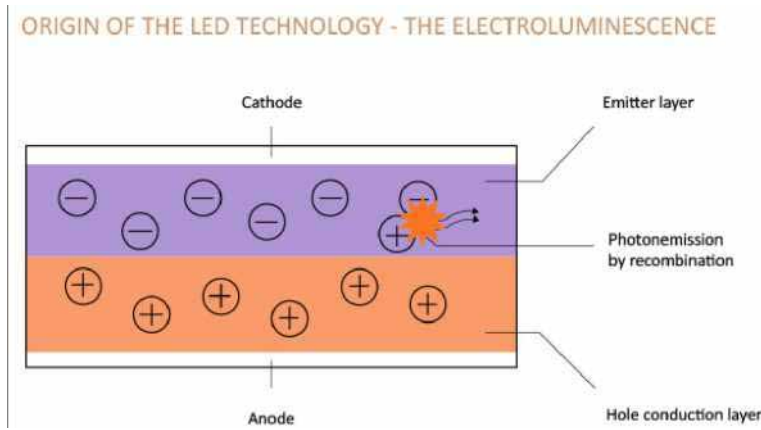 ORIGIN OF THE LED TECHNOLOGY - THE ELECTROLUMINESCENCE
Cathode
Emitter layer
Photonemission
by recombination
Anode
Hole conduction layer